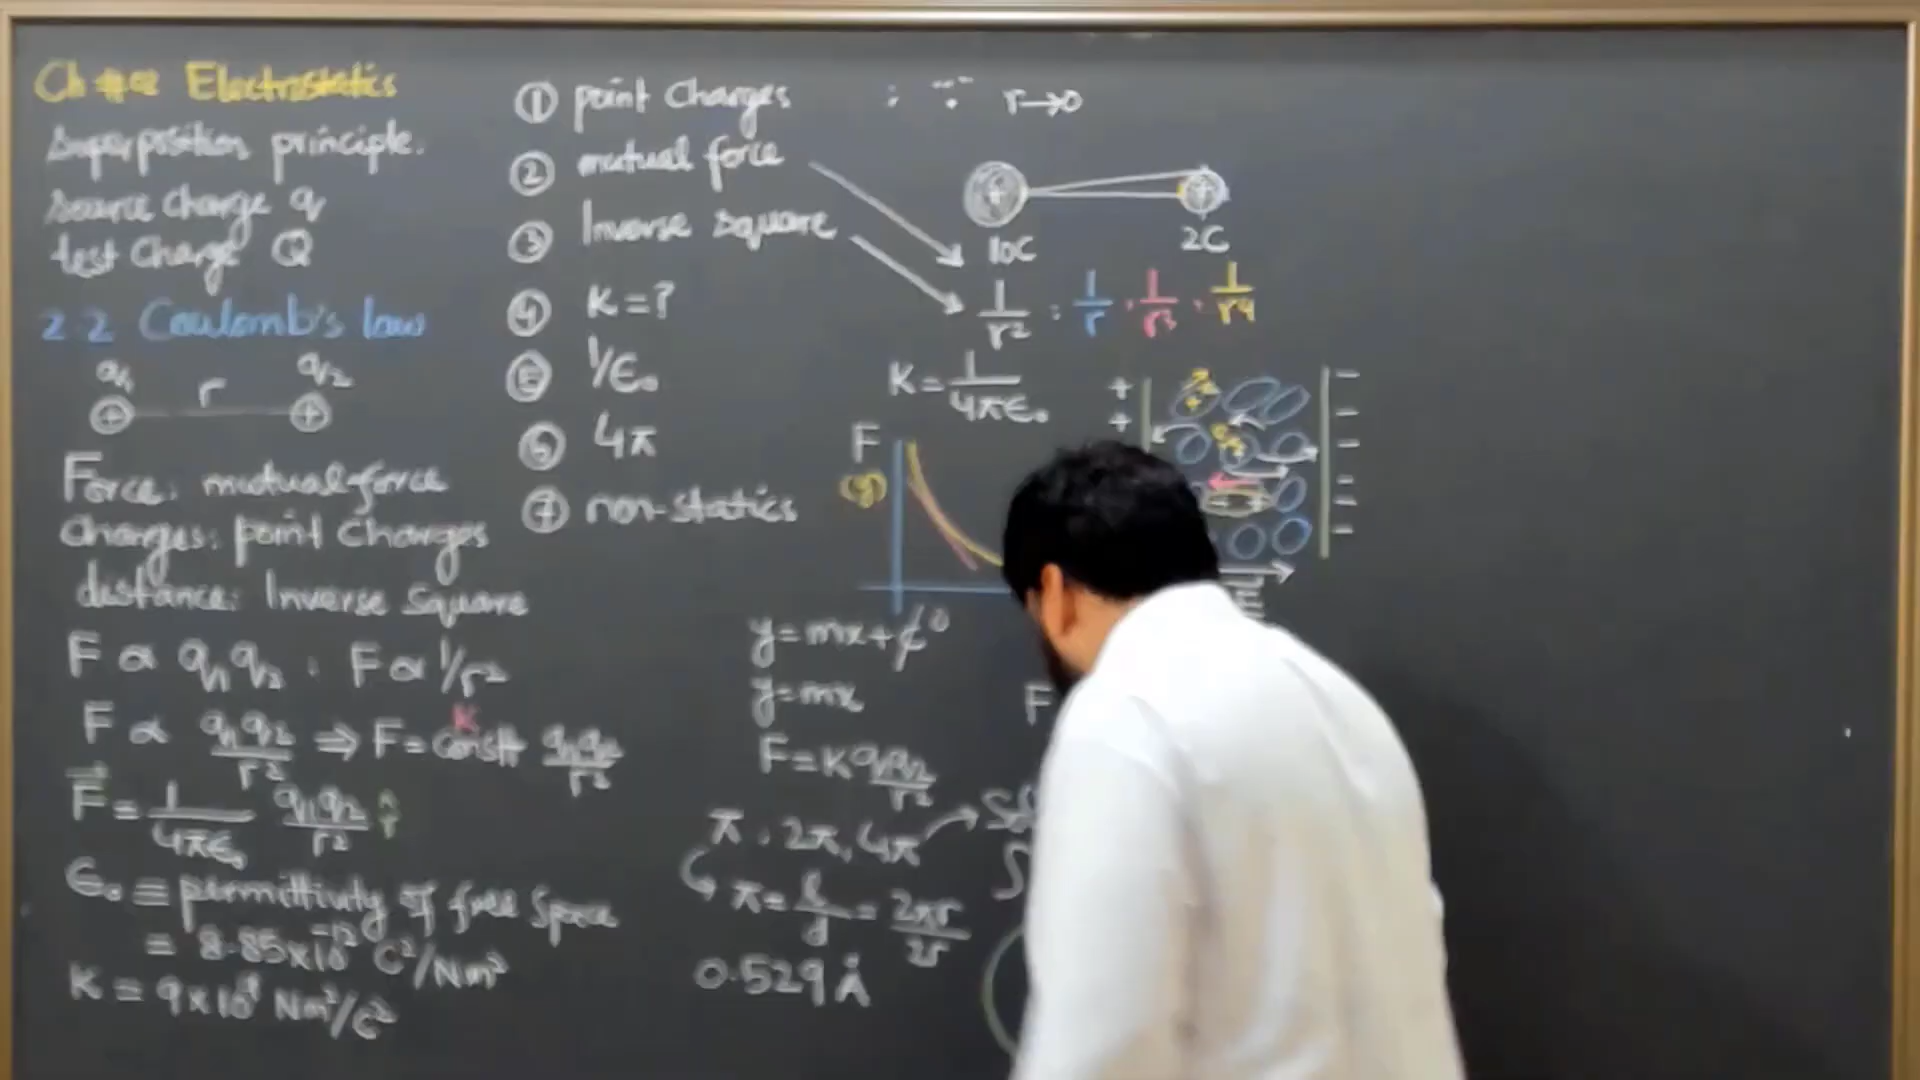 Ch # 02 Electrostatics
Superposition principle.
Source charge q
test charge Q
2.2 Coulomb's law
q1 r q2
+ +
Force: mutual force
Charges: point Charges
distance: Inverse Square
F ∝ q1q2 : F ∝ 1/r²
K
F ∝ q1q2/r² ⇒ F = Const q1q2/r²
F⃗ = 1/4πε₀ q1q2/r² r̂
ε₀ = permittivity of free Space
= 8.85×10⁻¹² C²/Nm²
K = 9×10⁹ Nm²/C²
① point Charges : ∵ r→0
② mutual force
③ Inverse square
④ K = ?
⑤ 1/ε₀
⑥ 4π
⑦ non-statics
+ +
10C 2C
1/r² : 1/r , 1/r³ , 1/r⁴
K = 1/4πε₀
+ −
+ −
−
−
−
−
F
(y)
E
y = mx + c 0
y = mx
F
F = K q1q2/r²
π , 2π, 4π
π = = 2πr/2r
0.529 Å